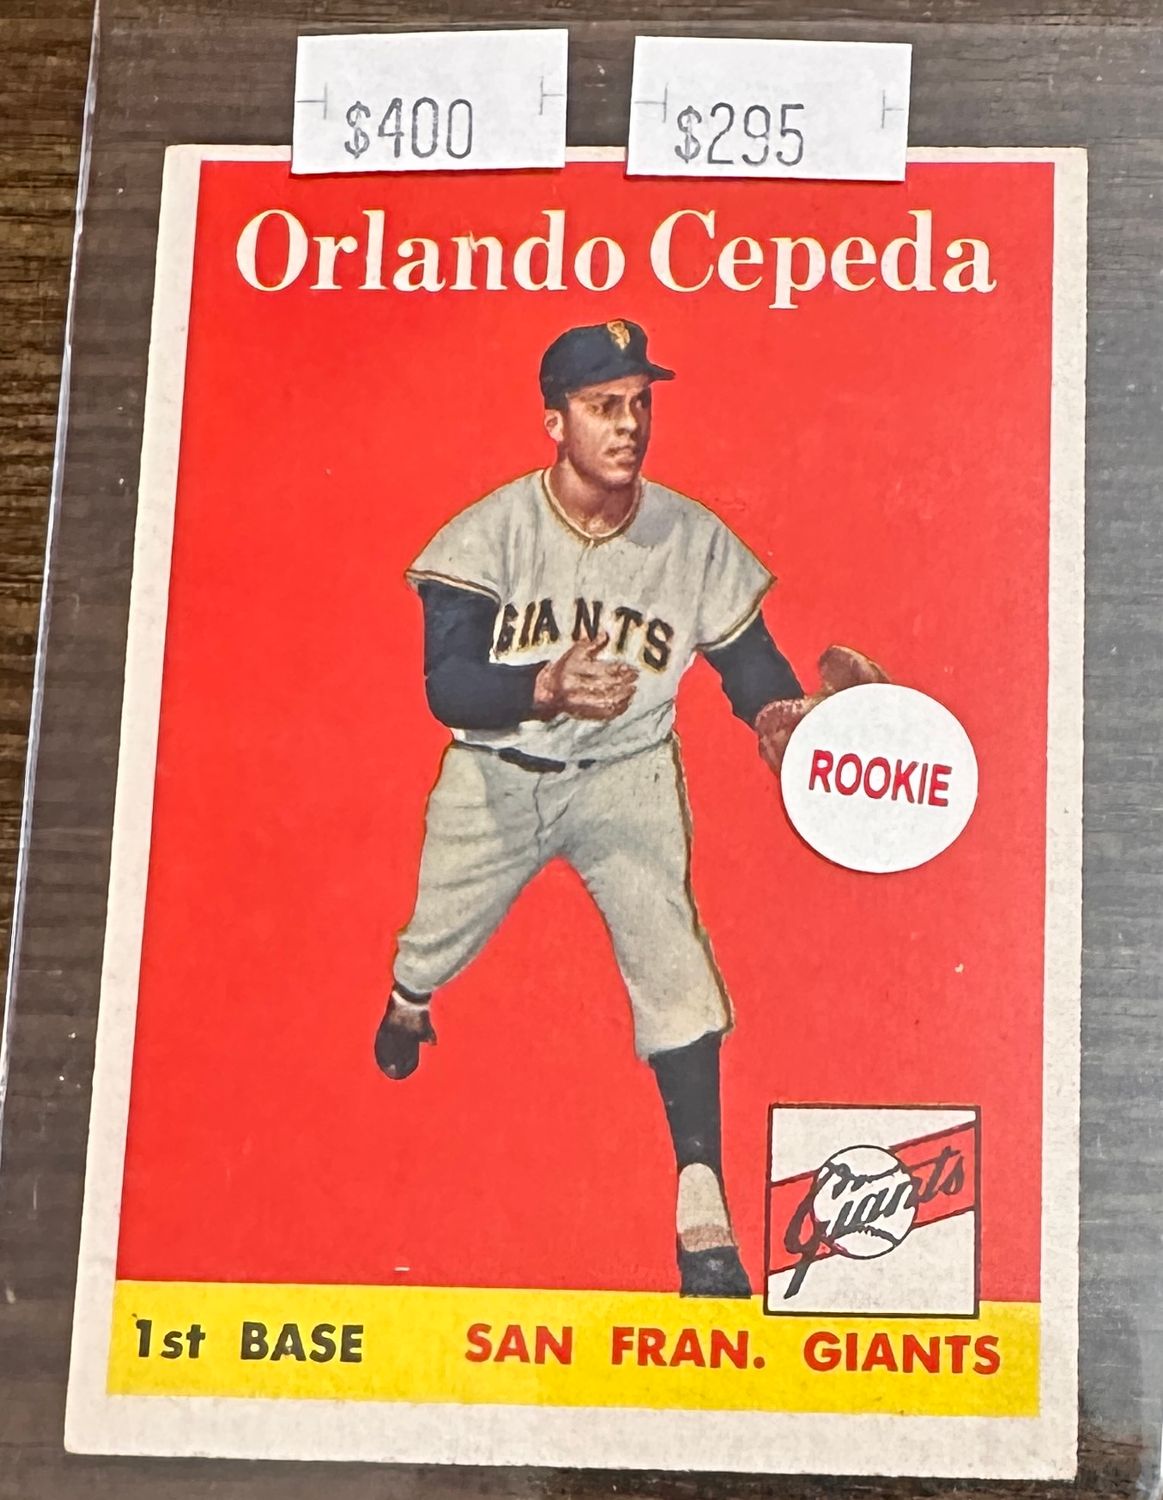 $400 $295
Orlando Cepeda
GIANTS
ROOKIE
Giants
1st BASE SAN FRAN. GIANTS